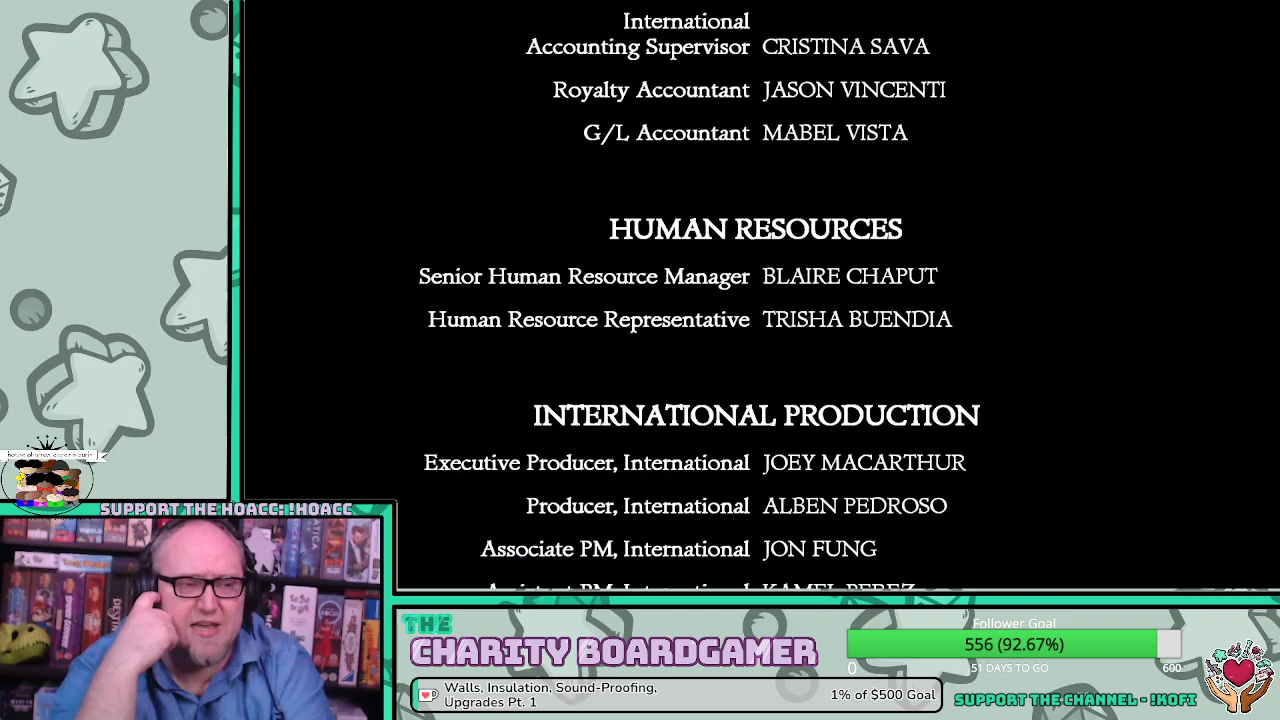 International
Accounting Supervisor CRISTINA SAVA
Royalty Accountant JASON VINCENTI
G/L Accountant MABEL VISTA
HUMAN RESOURCES
Senior Human Resource Manager BLAIRE CHAPUT
Human Resource Representative TRISHA BUENDIA
INTERNATIONAL PRODUCTION
Executive Producer, International JOEY MACARTHUR
Producer, International ALBEN PEDROSO
Associate PM, International JON FUNG
SUPPORT THE HOACC: !HOACC
THE
CHARITY BOARDGAMER
Walls, Insulation, Sound-Proofing,
Upgrades Pt. 1
1% of $500 Goal
Follower Goal
556 (92.67%)
0 51 DAYS TO GO 600
SUPPORT THE CHANNEL - !KOFI